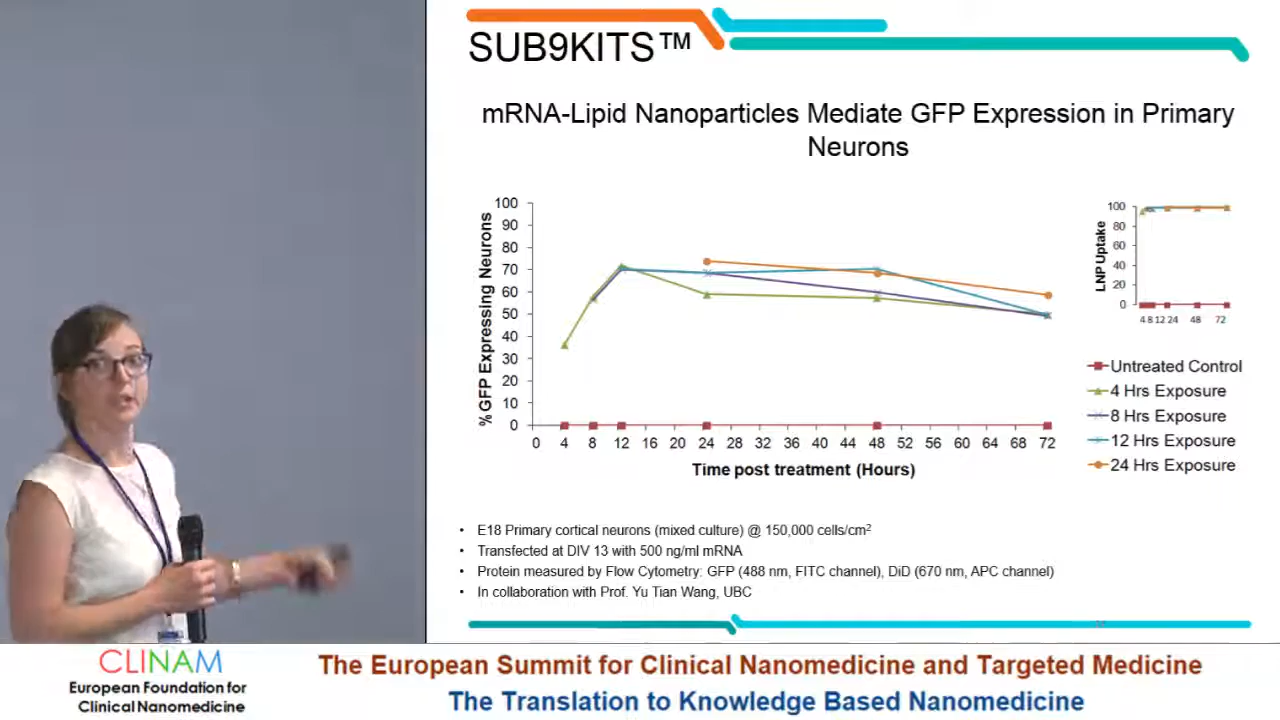 SUB9KITS™
mRNA-Lipid Nanoparticles Mediate GFP Expression in Primary
Neurons
% GFP Expressing Neurons
100
90
80
70
60
50
40
30
20
10
0
0 4 8 12 16 20 24 28 32 36 40 44 48 52 56 60 64 68 72
Time post treatment (Hours)
LNP Uptake
100
80
60
40
20
0
4 8 12 24 48 72
Untreated Control
4 Hrs Exposure
8 Hrs Exposure
12 Hrs Exposure
24 Hrs Exposure
• E18 Primary cortical neurons (mixed culture) @ 150,000 cells/cm²
• Transfected at DIV 13 with 500 ng/ml mRNA
• Protein measured by Flow Cytometry: GFP (488 nm, FITC channel), DiD (670 nm, APC channel)
• In collaboration with Prof. Yu Tian Wang, UBC
CLINAM
European Foundation for
Clinical Nanomedicine
The European Summit for Clinical Nanomedicine and Targeted Medicine
The Translation to Knowledge Based Nanomedicine